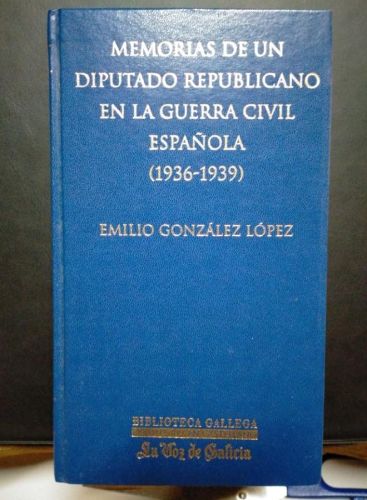 MEMORIAS DE UN
DIPUTADO REPUBLICANO
EN LA GUERRA CIVIL
ESPAÑOLA
(1936-1939)
EMILIO GONZÁLEZ LÓPEZ
BIBLIOTECA GALLEGA
La Voz de Galicia